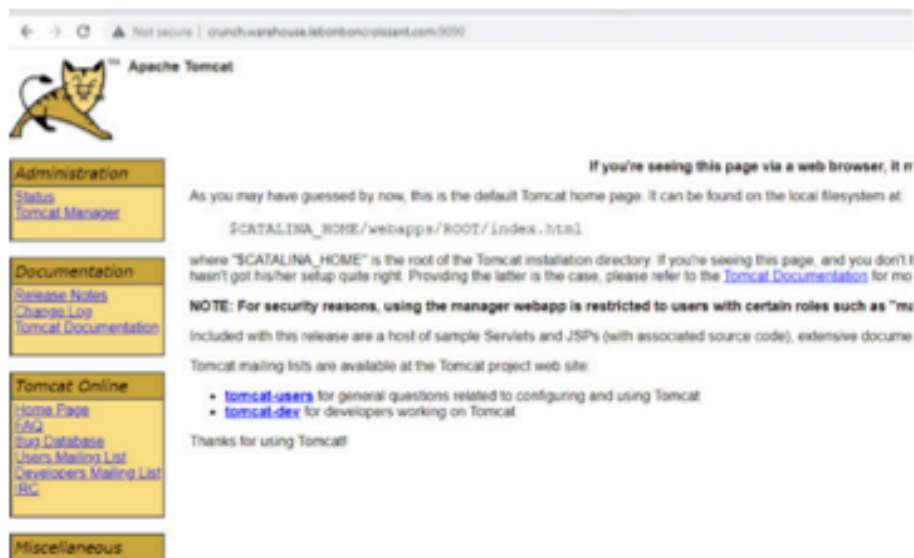 Not secure | crunch.warehouse.lebonboncroissant.com:9090
TM Apache Tomcat
If you're seeing this page via a web browser, it m
Administration
Status
Tomcat Manager
As you may have guessed by now, this is the default Tomcat home page. It can be found on the local filesystem at:
$CATALINA_HOME/webapps/ROOT/index.html
where "$CATALINA_HOME" is the root of the Tomcat installation directory. If you're seeing this page, and you don't t
hasn't got his/her setup quite right. Providing the latter is the case, please refer to the Tomcat Documentation for mo
NOTE: For security reasons, using the manager webapp is restricted to users with certain roles such as "ma
Included with this release are a host of sample Servlets and JSPs (with associated source code), extensive docume
Tomcat mailing lists are available at the Tomcat project web site:
tomcat-users for general questions related to configuring and using Tomcat
tomcat-dev for developers working on Tomcat
Thanks for using Tomcat!
Documentation
Release Notes
Change Log
Tomcat Documentation
Tomcat Online
Home Page
FAQ
Bug Database
Users Mailing List
Developers Mailing List
IRC
Miscellaneous